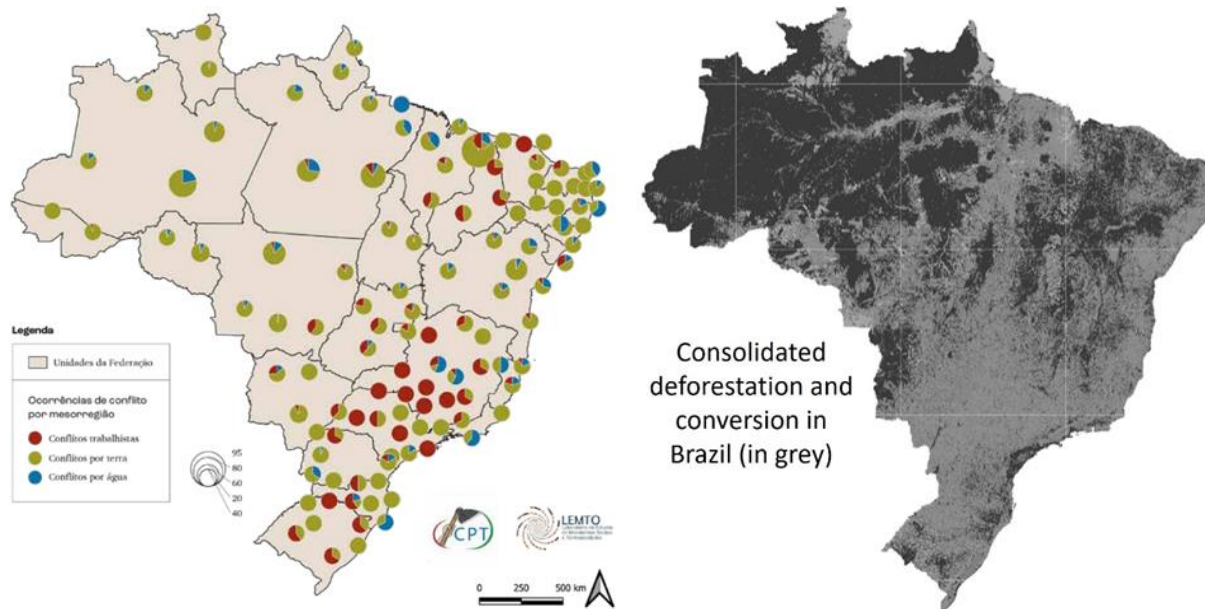 Legenda
Unidades da Federação
Ocorrências de conflito
por mesorregião
Conflitos trabalhistas
Conflitos por terra
Conflitos por água
95
80
60
20
40
CPT
LEMTO
0 250 500 km
Consolidated
deforestation and
conversion in
Brazil (in grey)